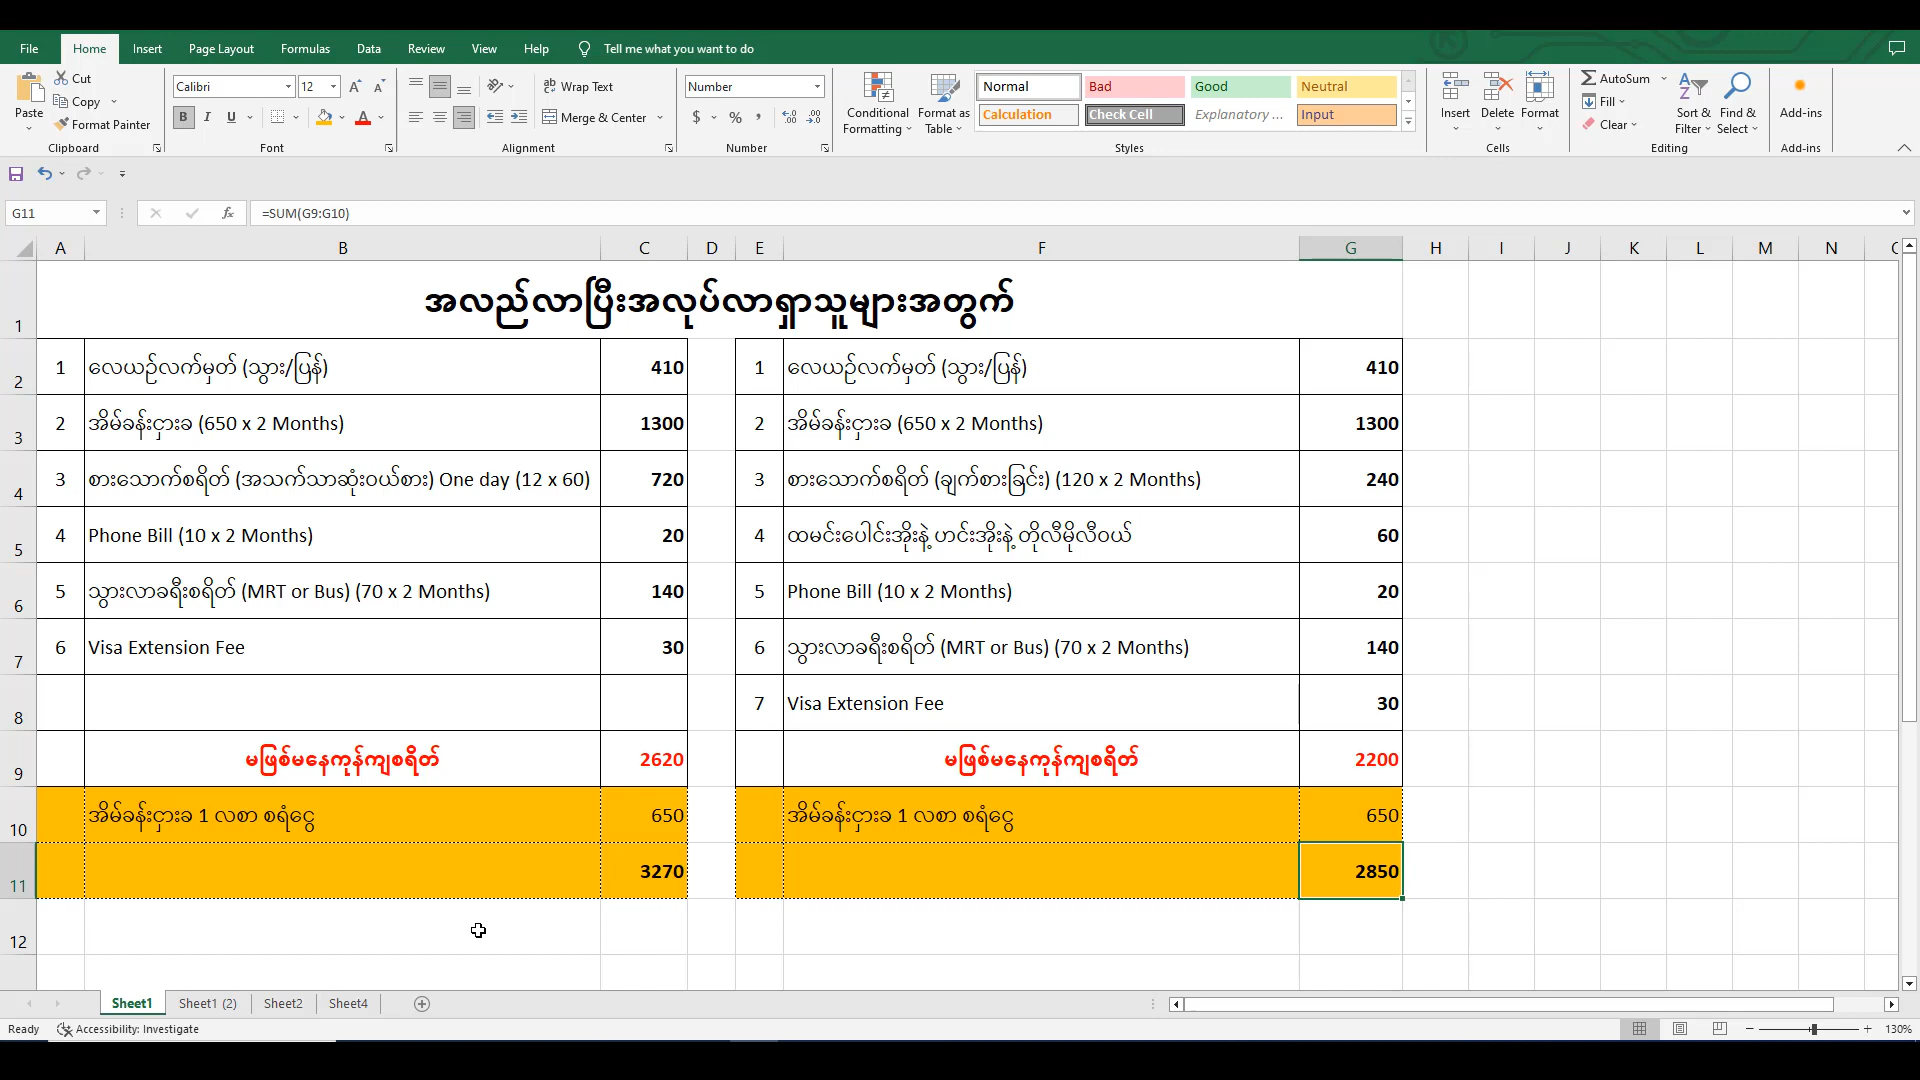 File Home Insert Page Layout Formulas Data Review View Help Tell me what you want to do
Cut
Copy
Format Painter
Paste
Clipboard
Calibri 12
B I U
Font
Wrap Text
Merge & Center
Alignment
Number
$ % ,
Number
Conditional Formatting
Format as Table
Normal Bad Good Neutral
Calculation Check Cell Explanatory ... Input
Styles
Insert Delete Format
Cells
AutoSum
Fill
Clear
Sort & Filter
Find & Select
Editing
Add-ins
Add-ins
G11 fx =SUM(G9:G10)
A B C D E F G H I J K L M N
1 အလည်လာပြီးအလုပ်လာရှာသူများအတွက်
2 1 လေယဉ်လက်မှတ် (သွား/ပြန်) 410 1 လေယဉ်လက်မှတ် (သွား/ပြန်) 410
3 2 အိမ်ခန်းငှားခ (650 x 2 Months) 1300 2 အိမ်ခန်းငှားခ (650 x 2 Months) 1300
4 3 စားသောက်စရိတ် (အသက်သာဆုံးဝယ်စား) One day (12 x 60) 720 3 စားသောက်စရိတ် (ချက်စားခြင်း) (120 x 2 Months) 240
5 4 Phone Bill (10 x 2 Months) 20 4 ထမင်းပေါင်းအိုးနဲ့ ဟင်းအိုးနဲ့ တိုလီမိုလီဝယ် 60
6 5 သွားလာခရီးစရိတ် (MRT or Bus) (70 x 2 Months) 140 5 Phone Bill (10 x 2 Months) 20
7 6 Visa Extension Fee 30 6 သွားလာခရီးစရိတ် (MRT or Bus) (70 x 2 Months) 140
8 7 Visa Extension Fee 30
9 မဖြစ်မနေကုန်ကျစရိတ် 2620 မဖြစ်မနေကုန်ကျစရိတ် 2200
10 အိမ်ခန်းငှားခ 1 လစာ စရံငွေ 650 အိမ်ခန်းငှားခ 1 လစာ စရံငွေ 650
11 3270 2850
12
Sheet1 Sheet1 (2) Sheet2 Sheet4
Ready Accessibility: Investigate 130%